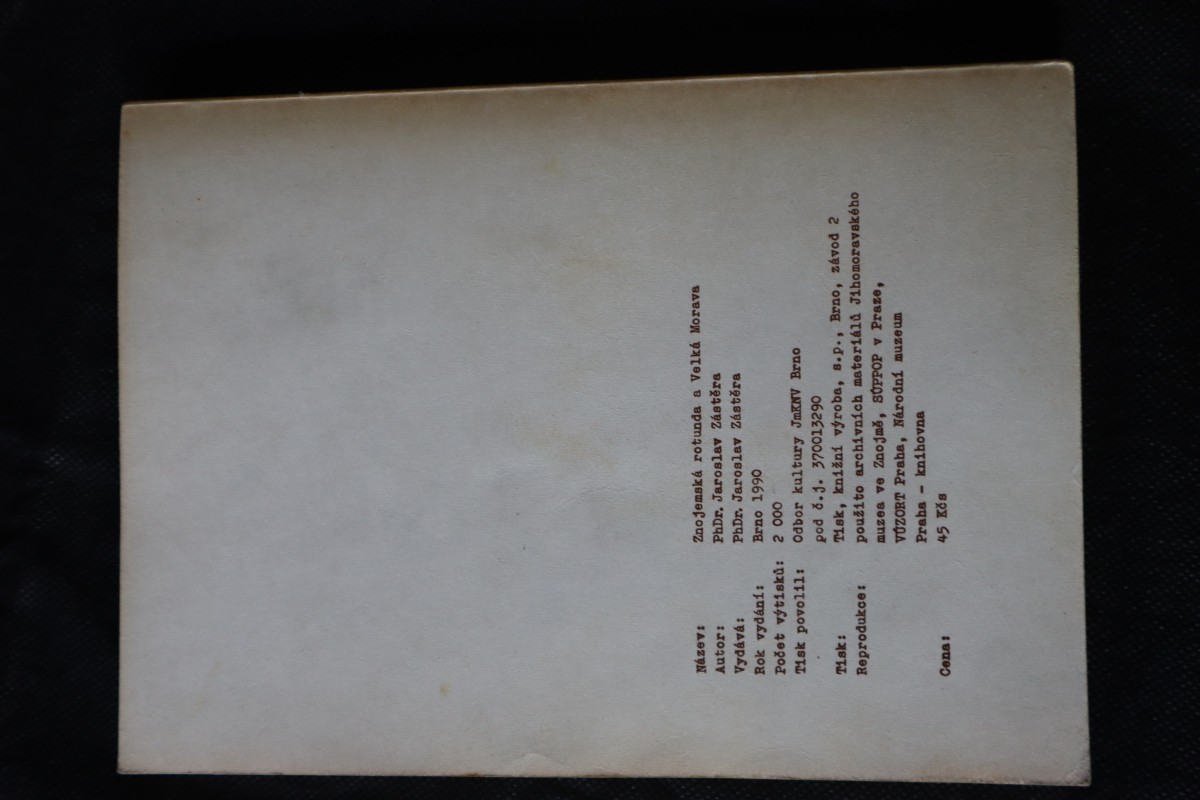 Název: Znojemská rotunda a Velká Morava
Autor: PhDr. Jaroslav Zástěra
Vydává: PhDr. Jaroslav Zástěra
Rok vydání: Brno 1990
Počet výtisků: 2 000
Tisk povolil: Odbor kultury JmKNV Brno
pod č.j. 370013290
Tisk: Tisk, knižní výroba, s.p., Brno, závod 2
Reprodukce: použito archivních materiálů Jihomoravského
muzea ve Znojmě, SÚPPOP v Praze,
VÚZORT Praha, Národní muzeum
Praha - knihovna
Cena: 45 Kčs